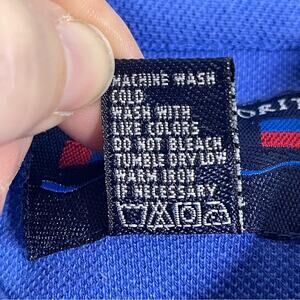 MACHINE WASH
COLD
WASH WITH
LIKE COLORS
DO NOT BLEACH
TUMBLE DRY LOW
WARM IRON
IF NECESSARY